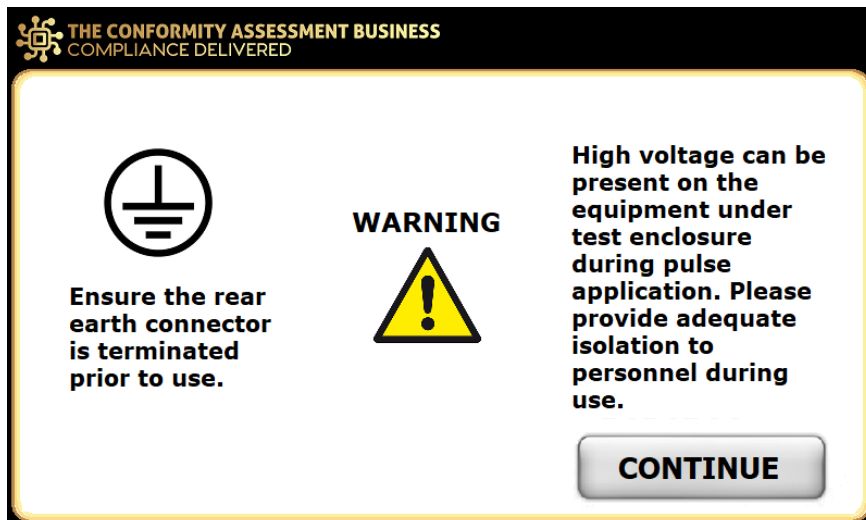 THE CONFORMITY ASSESSMENT BUSINESS
COMPLIANCE DELIVERED
Ensure the rear
earth connector
is terminated
prior to use.
WARNING
High voltage can be
present on the
equipment under
test enclosure
during pulse
application. Please
provide adequate
isolation to
personnel during
use.
CONTINUE